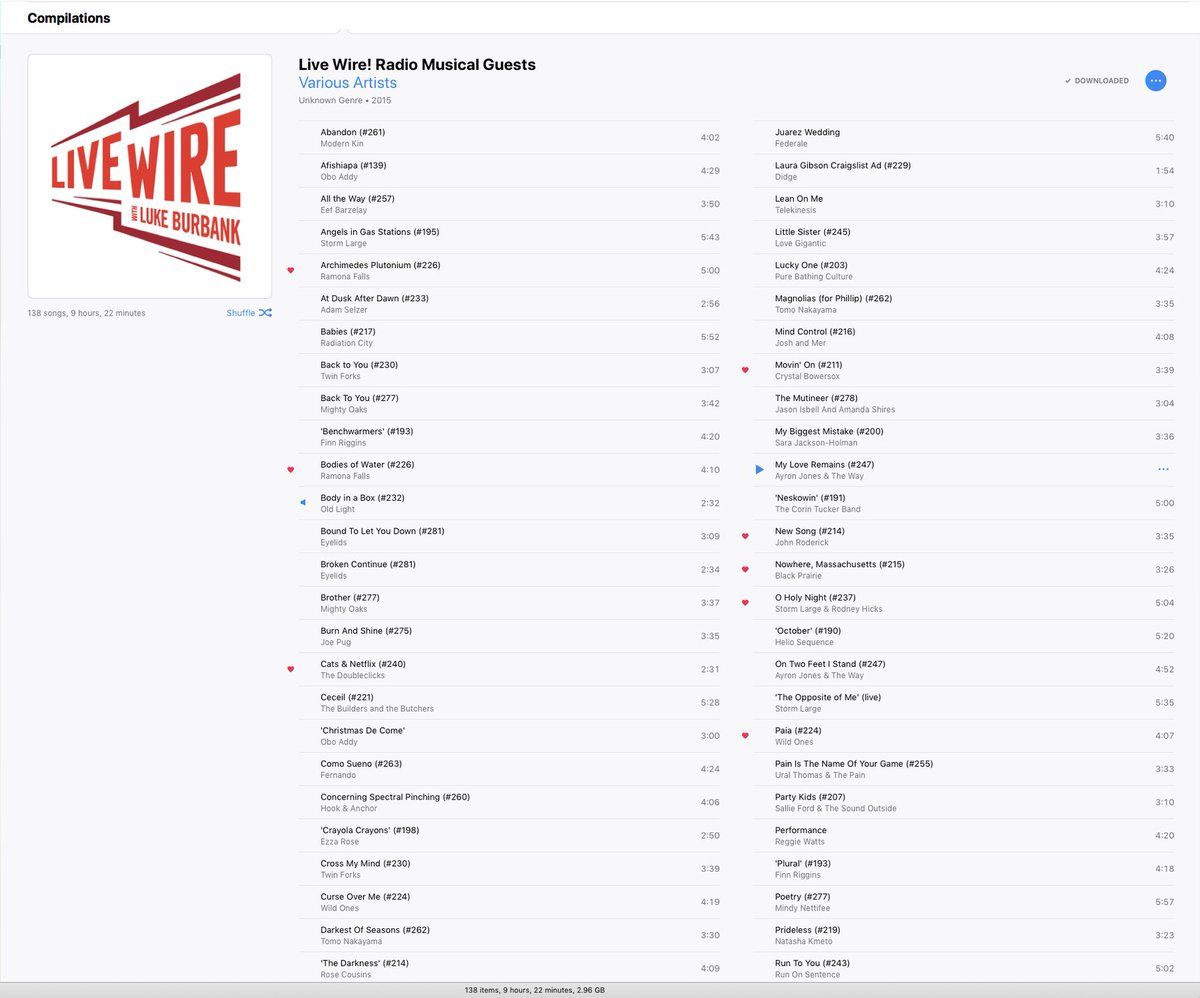 Compilations
LIVE WIRE
WITH LUKE BURBANK
138 songs, 9 hours, 22 minutes
Shuffle
Live Wire! Radio Musical Guests
Various Artists
Unknown Genre • 2015
✓ DOWNLOADED
Abandon (#261)
Modern Kin
4:02
Afishiapa (#139)
Obo Addy
4:29
All the Way (#257)
Eef Barzelay
3:50
Angels in Gas Stations (#195)
Storm Large
5:43
Archimedes Plutonium (#226)
Ramona Falls
5:00
At Dusk After Dawn (#233)
Adam Selzer
2:56
Babies (#217)
Radiation City
5:52
Back to You (#230)
Twin Forks
3:07
Back To You (#277)
Mighty Oaks
3:42
'Benchwarmers' (#193)
Finn Riggins
4:20
Bodies of Water (#226)
Ramona Falls
4:10
Body in a Box (#232)
Old Light
2:32
Bound To Let You Down (#281)
Eyelids
3:09
Broken Continue (#281)
Eyelids
2:34
Brother (#277)
Mighty Oaks
3:37
Burn And Shine (#275)
Joe Pug
3:35
Cats & Netflix (#240)
The Doubleclicks
2:31
Ceceil (#221)
The Builders and the Butchers
5:28
'Christmas De Come'
Obo Addy
3:00
Como Sueno (#263)
Fernando
4:24
Concerning Spectral Pinching (#260)
Hook & Anchor
4:06
'Crayola Crayons' (#198)
Ezza Rose
2:50
Cross My Mind (#230)
Twin Forks
3:39
Curse Over Me (#224)
Wild Ones
4:19
Darkest Of Seasons (#262)
Tomo Nakayama
3:30
'The Darkness' (#214)
Rose Cousins
4:09
Juarez Wedding
Federale
5:40
Laura Gibson Craigslist Ad (#229)
Didge
1:54
Lean On Me
Telekinesis
3:10
Little Sister (#245)
Love Gigantic
3:57
Lucky One (#203)
Pure Bathing Culture
4:24
Magnolias (for Phillip) (#262)
Tomo Nakayama
3:35
Mind Control (#216)
Josh and Mer
4:08
Movin' On (#211)
Crystal Bowersox
3:39
The Mutineer (#278)
Jason Isbell And Amanda Shires
3:04
My Biggest Mistake (#200)
Sara Jackson-Holman
3:36
My Love Remains (#247)
Ayron Jones & The Way
'Neskowin' (#191)
The Corin Tucker Band
5:00
New Song (#214)
John Roderick
3:35
Nowhere, Massachusetts (#215)
Black Prairie
3:26
O Holy Night (#237)
Storm Large & Rodney Hicks
5:04
'October' (#190)
Helio Sequence
5:20
On Two Feet I Stand (#247)
Ayron Jones & The Way
4:52
'The Opposite of Me' (live)
Storm Large
5:35
Paia (#224)
Wild Ones
4:07
Pain Is The Name Of Your Game (#255)
Ural Thomas & The Pain
3:33
Party Kids (#207)
Sallie Ford & The Sound Outside
3:10
Performance
Reggie Watts
4:20
'Plural' (#193)
Finn Riggins
4:18
Poetry (#277)
Mindy Nettifee
5:57
Prideless (#219)
Natasha Kmeto
3:23
Run To You (#243)
Run On Sentence
5:02
138 items, 9 hours, 22 minutes, 2.96 GB